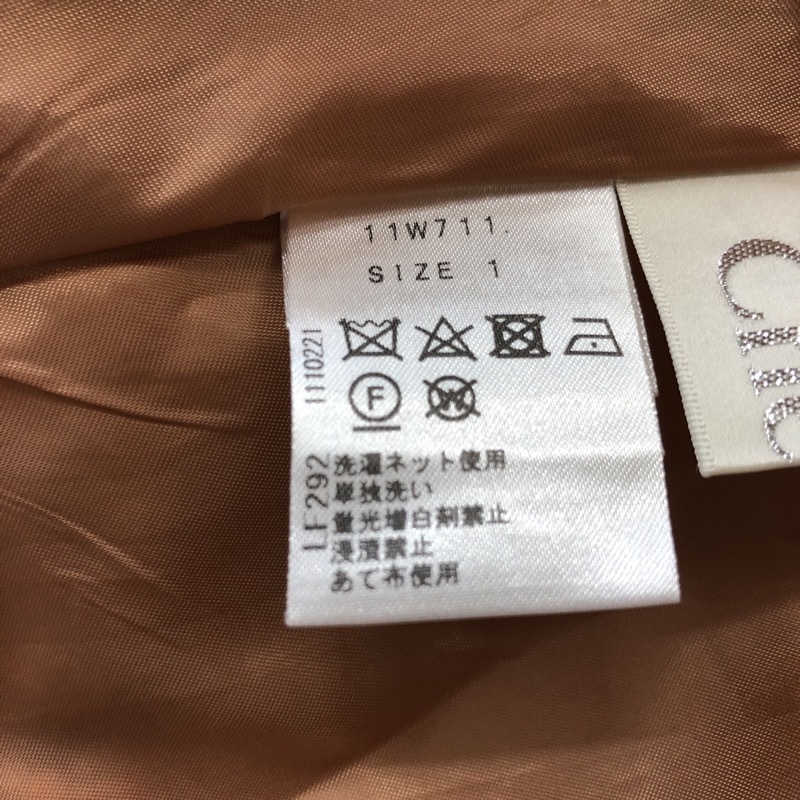 11W711.
SIZE 1
1110221
F
W
LF292
洗濯ネット使用
単独洗い
蛍光増白剤禁止
浸漬禁止
あて布使用